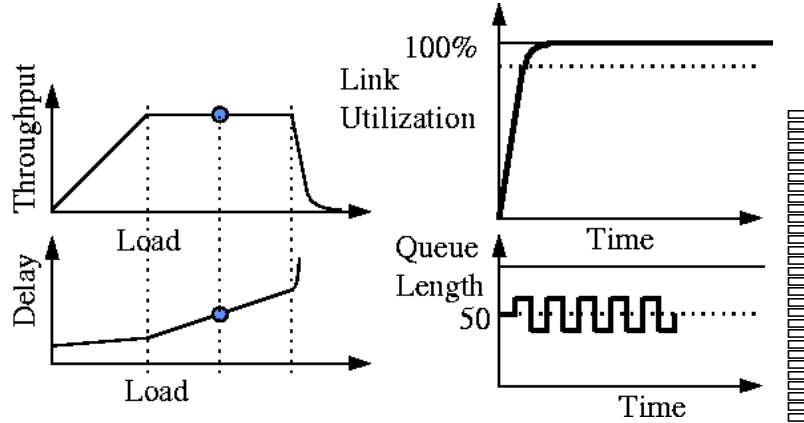 Throughput
Load
Delay
Load
100%
Link
Utilization
Time
Queue
Length
50
Time